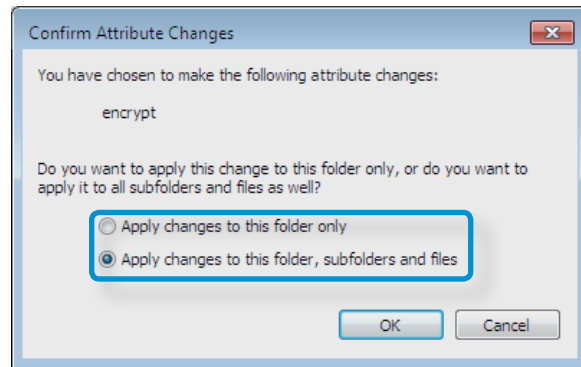 Confirm Attribute Changes
You have chosen to make the following attribute changes:
encrypt
Do you want to apply this change to this folder only, or do you want to
apply it to all subfolders and files as well?
Apply changes to this folder only
Apply changes to this folder, subfolders and files
OK
Cancel